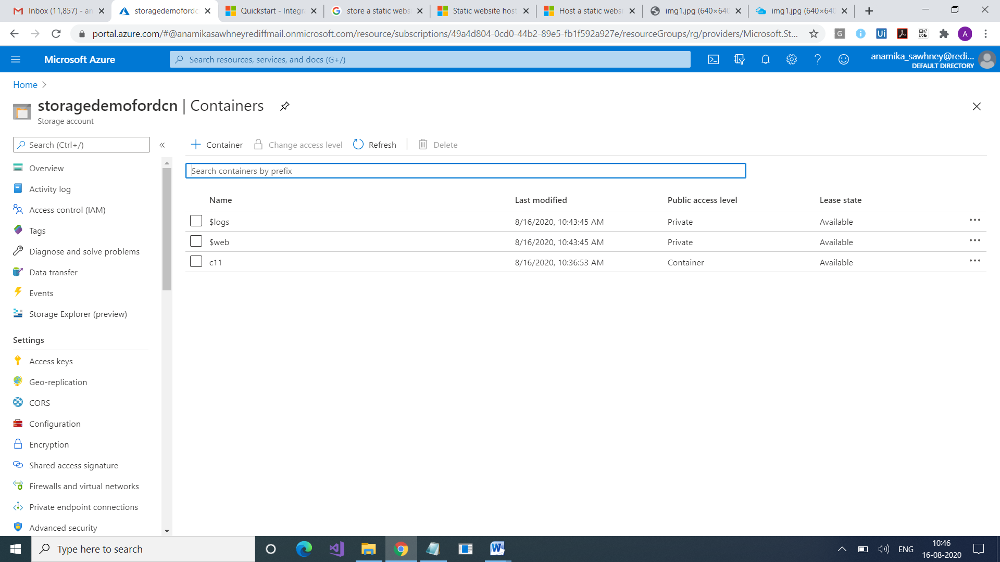 Inbox (11,857) - an
storagedemofordc
Quickstart - Integra
store a static webs
Static website host
Host a static websi
img1.jpg (640×640
img1.jpg (640×640
portal.azure.com/#@anamikasawhneyrediffmail.onmicrosoft.com/resource/subscriptions/49a4d804-0cd0-44b2-89e5-fb1f592a927e/resourceGroups/rg/providers/Microsoft.St...
G
Ui
A
Microsoft Azure
Search resources, services, and docs (G+/)
anamika_sawhney@redi...
DEFAULT DIRECTORY
Home
storagedemofordcn | Containers
Storage account
Search (Ctrl+/)
Container
Change access level
Refresh
Delete
Search containers by prefix
Name Last modified Public access level Lease state
$logs 8/16/2020, 10:43:45 AM Private Available
$web 8/16/2020, 10:43:45 AM Private Available
c11 8/16/2020, 10:36:53 AM Container Available
Overview
Activity log
Access control (IAM)
Tags
Diagnose and solve problems
Data transfer
Events
Storage Explorer (preview)
Settings
Access keys
Geo-replication
CORS
Configuration
Encryption
Shared access signature
Firewalls and virtual networks
Private endpoint connections
Advanced security
Type here to search
ENG
10:46
16-08-2020